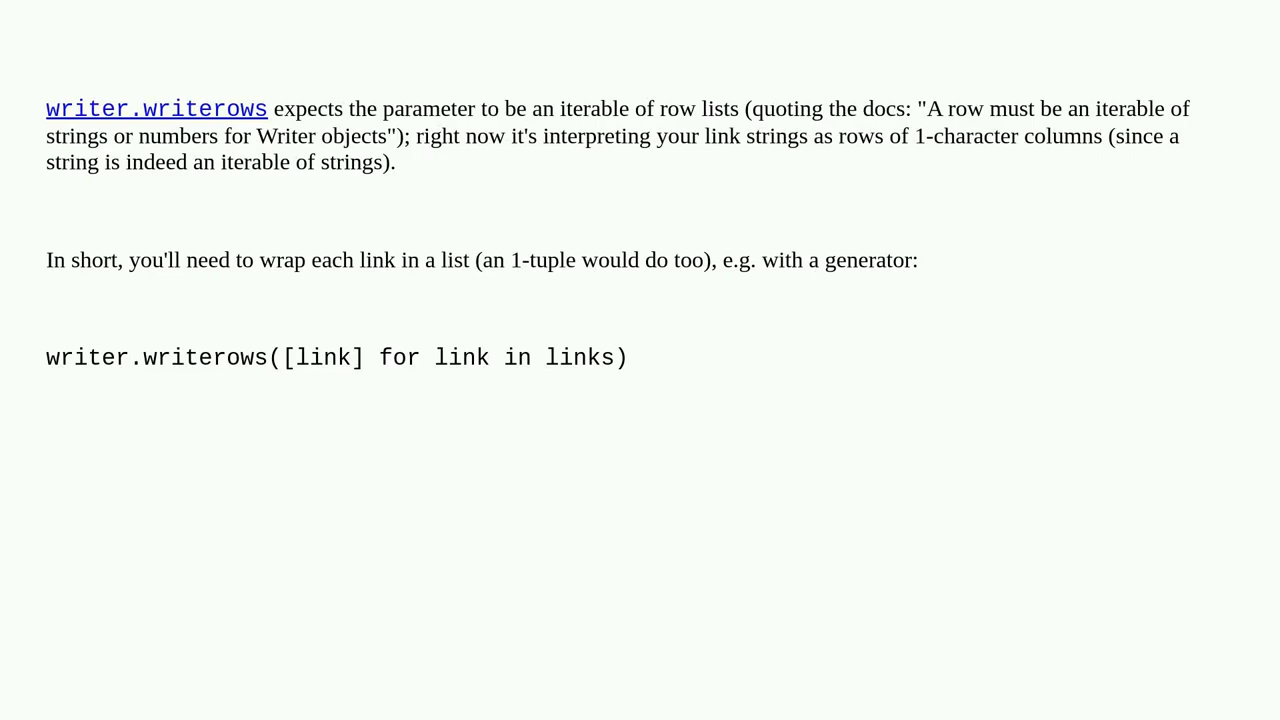 writer.writerows expects the parameter to be an iterable of row lists (quoting the docs: "A row must be an iterable of
strings or numbers for Writer objects"); right now it's interpreting your link strings as rows of 1-character columns (since a
string is indeed an iterable of strings).
In short, you'll need to wrap each link in a list (an 1-tuple would do too), e.g. with a generator:
writer.writerows([link] for link in links)